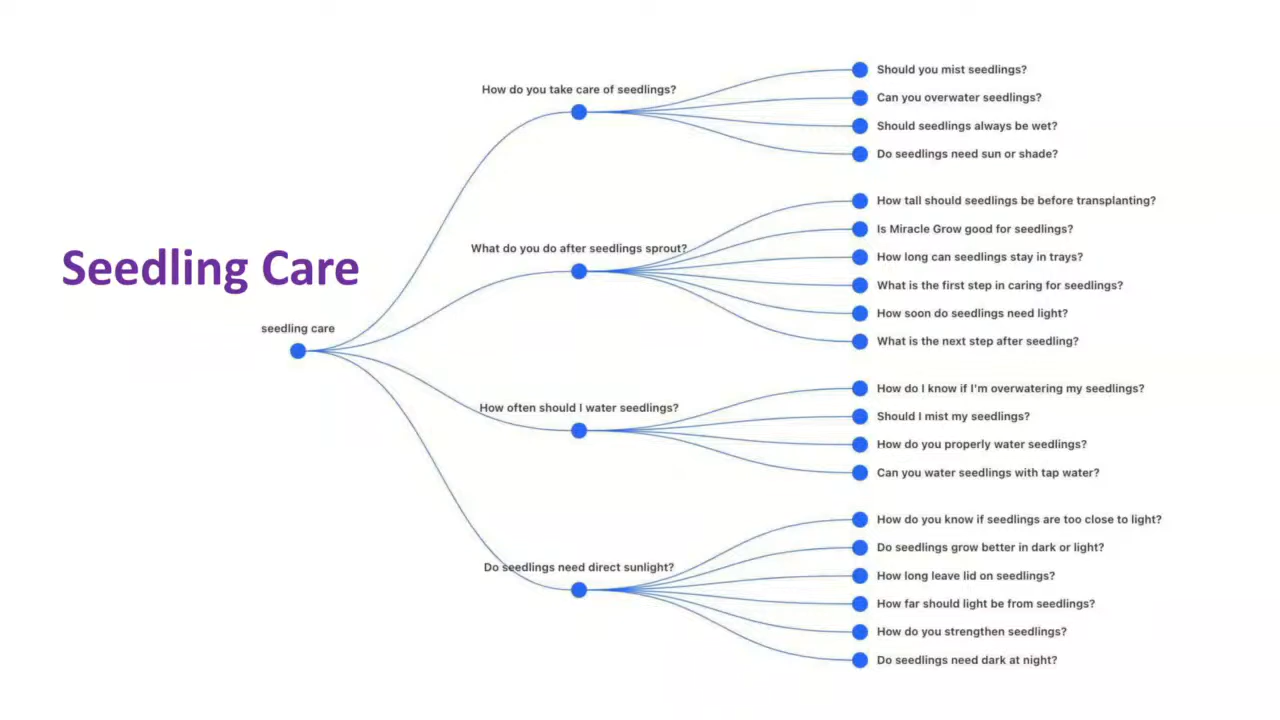 Seedling Care
seedling care
How do you take care of seedlings?
Should you mist seedlings?
Can you overwater seedlings?
Should seedlings always be wet?
Do seedlings need sun or shade?
What do you do after seedlings sprout?
How tall should seedlings be before transplanting?
Is Miracle Grow good for seedlings?
How long can seedlings stay in trays?
What is the first step in caring for seedlings?
How soon do seedlings need light?
What is the next step after seedling?
How often should I water seedlings?
How do I know if I'm overwatering my seedlings?
Should I mist my seedlings?
How do you properly water seedlings?
Can you water seedlings with tap water?
Do seedlings need direct sunlight?
How do you know if seedlings are too close to light?
Do seedlings grow better in dark or light?
How long leave lid on seedlings?
How far should light be from seedlings?
How do you strengthen seedlings?
Do seedlings need dark at night?